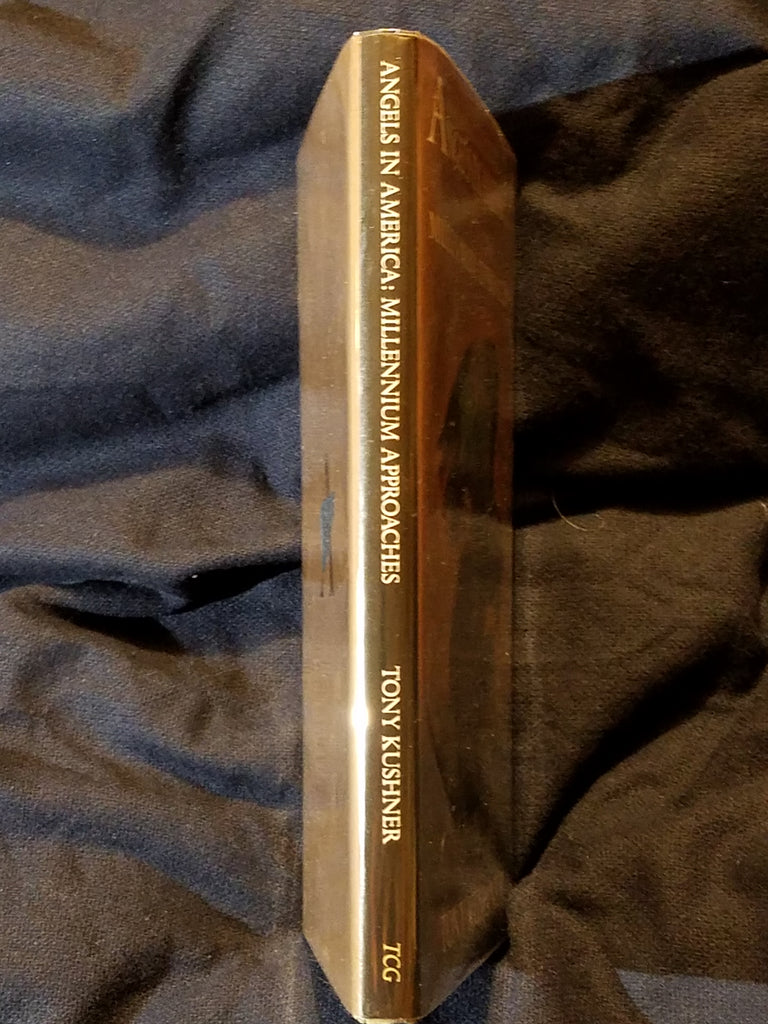 ANGELS IN AMERICA: MILLENNIUM APPROACHES
TONY KUSHNER
TCG